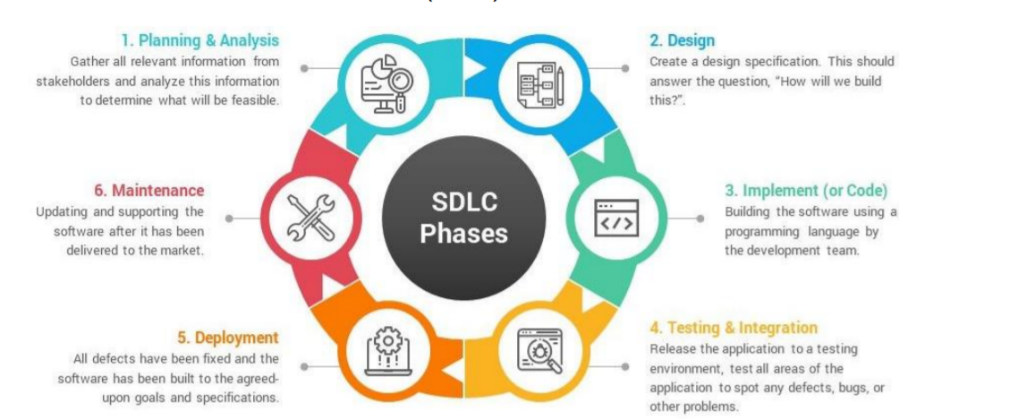 1. Planning & Analysis
Gather all relevant information from
stakeholders and analyze this information
to determine what will be feasible.
2. Design
Create a design specification. This should
answer the question, "How will we build
this?".
3. Implement (or Code)
Building the software using a
programming language by
the development team.
4. Testing & Integration
Release the application to a testing
environment, test all areas of the
application to spot any defects, bugs, or
other problems.
5. Deployment
All defects have been fixed and the
software has been built to the agreed-
upon goals and specifications.
6. Maintenance
Updating and supporting the
software after it has been
delivered to the market.
SDLC
Phases